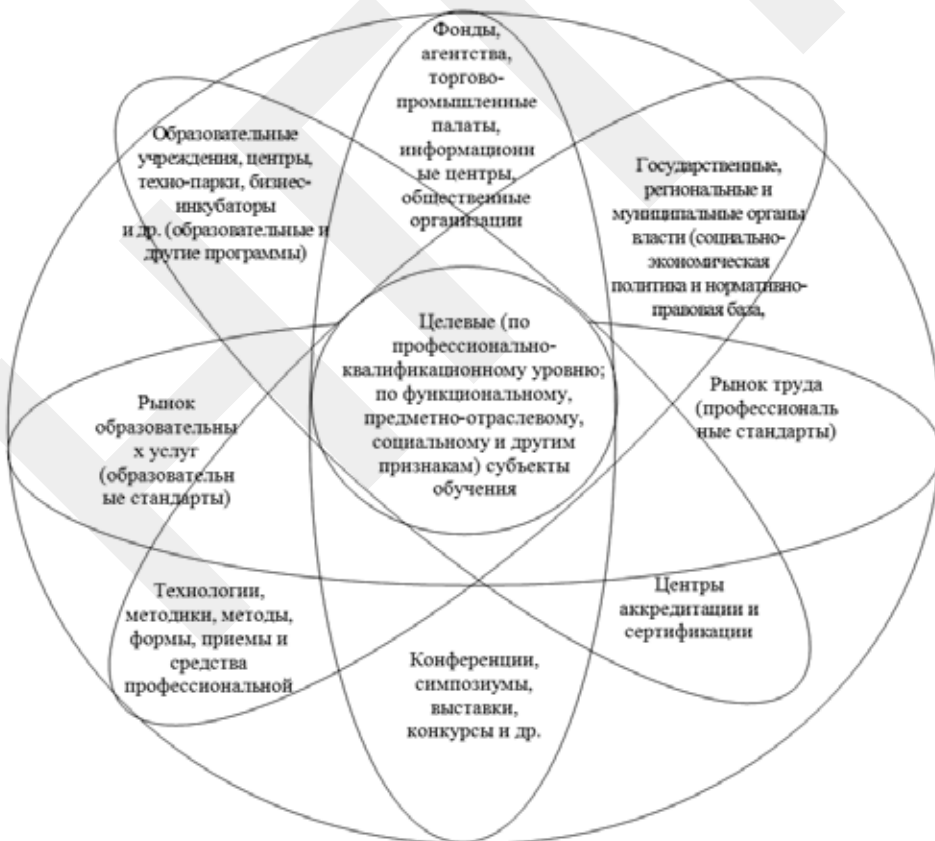 Фонды,
агентства,
торгово-
промышленные
палаты,
информационн
ые центры,
общественные
организации
Образовательные
учреждения, центры,
техно-парки, бизнес-
инкубаторы
и др. (образовательные и
другие программы)
Государственные,
региональные и
муниципальные органы
власти (социально-
экономическая
политика и нормативно-
правовая база,
Целевые (по
профессионально-
квалификационному уровню;
по функциональному,
предметно-отраслевому,
социальному и другим
признакам) субъекты
обучения
Рынок
образовательны
х услуг
(образовательн
ые стандарты)
Рынок труда
(профессиональ
ные стандарты)
Технологии,
методики, методы,
формы, приемы и
средства
профессиональной
Конференции,
симпозиумы,
выставки,
конкурсы и др.
Центры
аккредитации и
сертификации